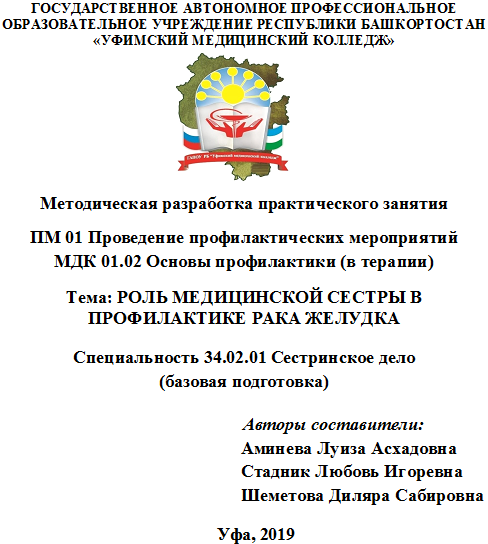 ГОСУДАРСТВЕННОЕ АВТОНОМНОЕ ПРОФЕССИОНАЛЬНОЕ
ОБРАЗОВАТЕЛЬНОЕ УЧРЕЖДЕНИЕ РЕСПУБЛИКИ БАШКОРТОСТАН
«УФИМСКИЙ МЕДИЦИНСКИЙ КОЛЛЕДЖ»
ГАПОУ РБ "Уфимский медицинский колледж"
Методическая разработка практического занятия
ПМ 01 Проведение профилактических мероприятий
МДК 01.02 Основы профилактики (в терапии)
Тема: РОЛЬ МЕДИЦИНСКОЙ СЕСТРЫ В
ПРОФИЛАКТИКЕ РАКА ЖЕЛУДКА
Специальность 34.02.01 Сестринское дело
(базовая подготовка)
Авторы составители:
Аминева Луиза Асхадовна
Стадник Любовь Игоревна
Шеметова Диляра Сабировна
Уфа, 2019